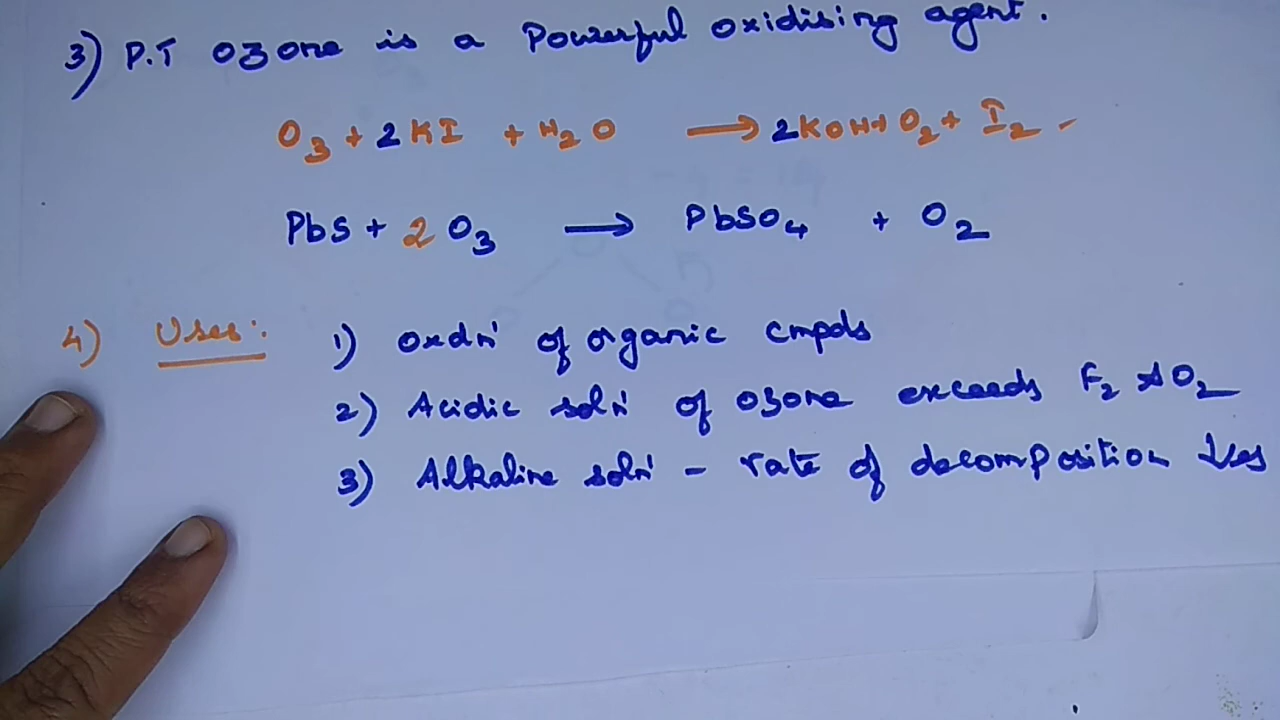 3) P.T ozone is a Powerful oxidising agent.
O₃ + 2KI + H₂O → 2KOH + O₂ + I₂
PbS + 2O₃ → PbSO₄ + O₂
4) Uses:
1) oxdn' of organic cmpds
2) Acidic soln' of ozone exceeds F₂ O₂
3) Alkaline soln' - rate of decomposition ↓es